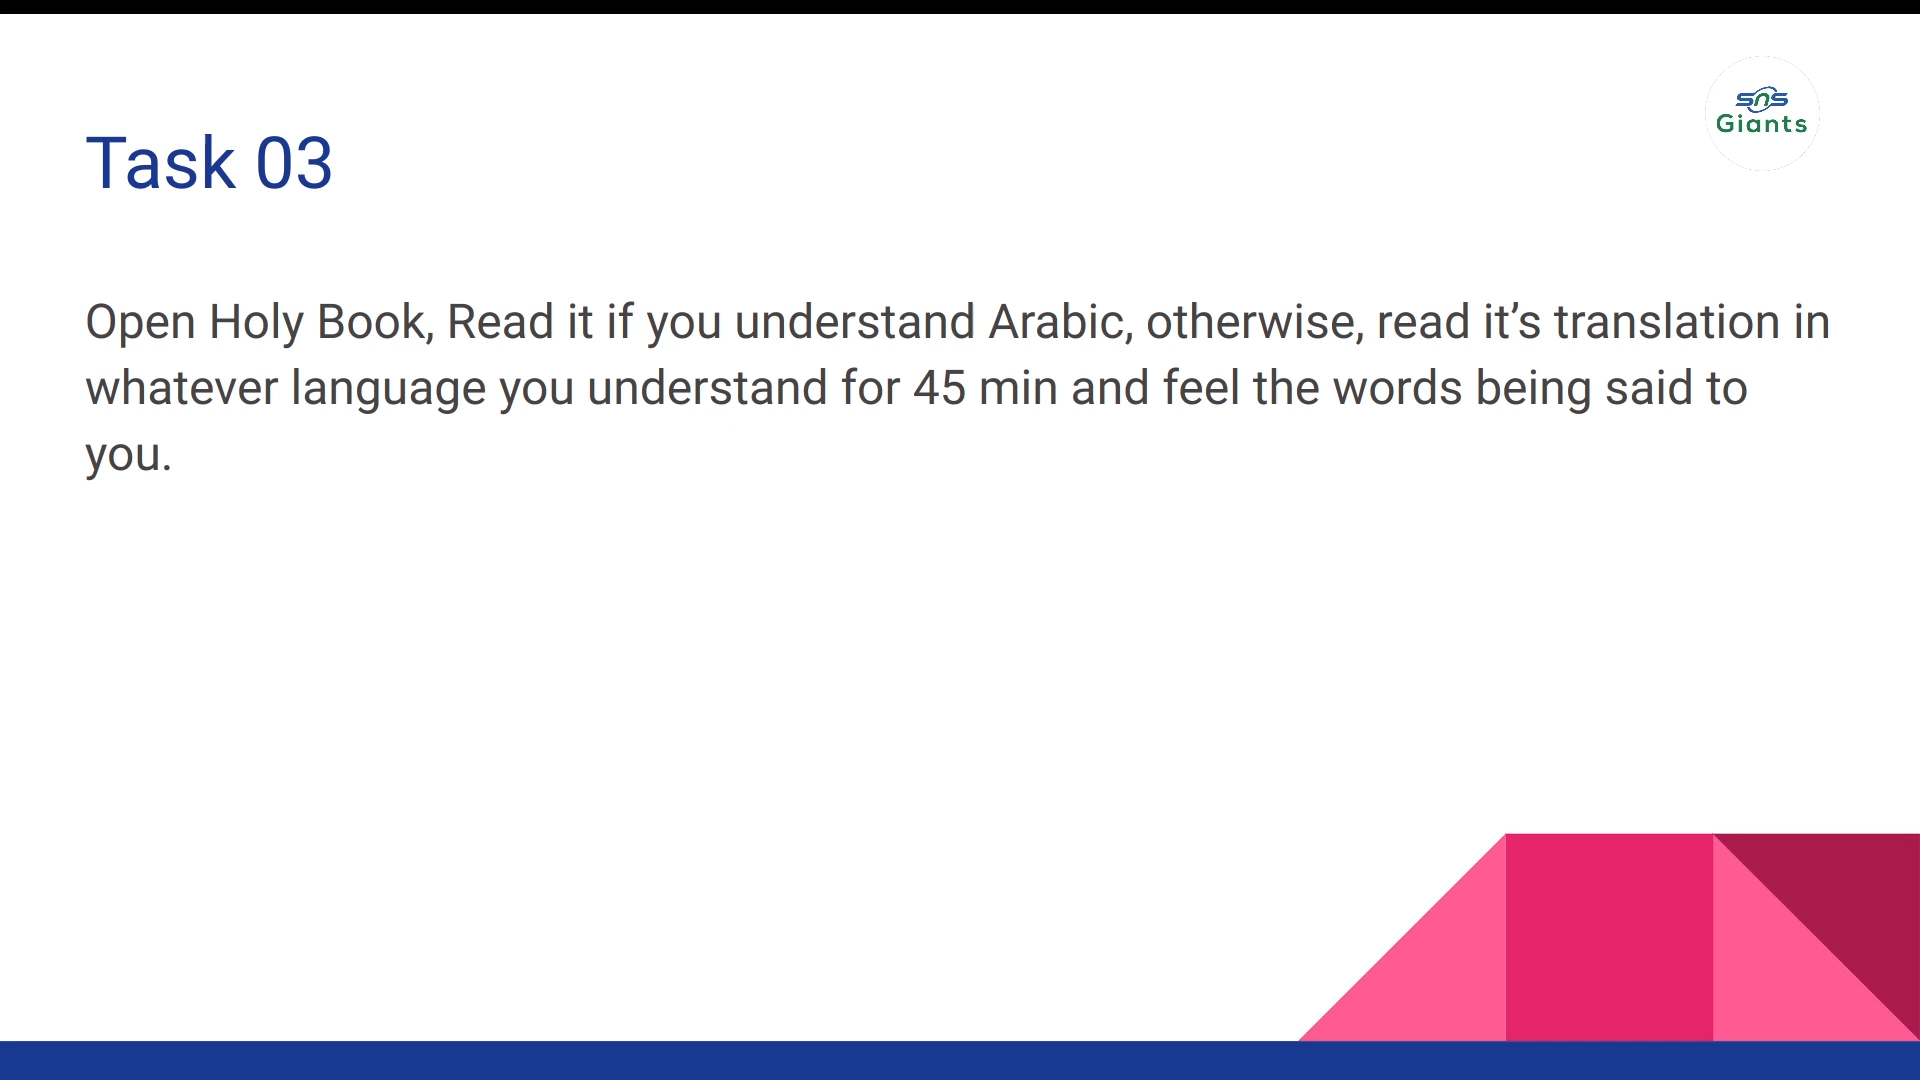 sns
Giants
Task 03
Open Holy Book, Read it if you understand Arabic, otherwise, read it’s translation in
whatever language you understand for 45 min and feel the words being said to
you.